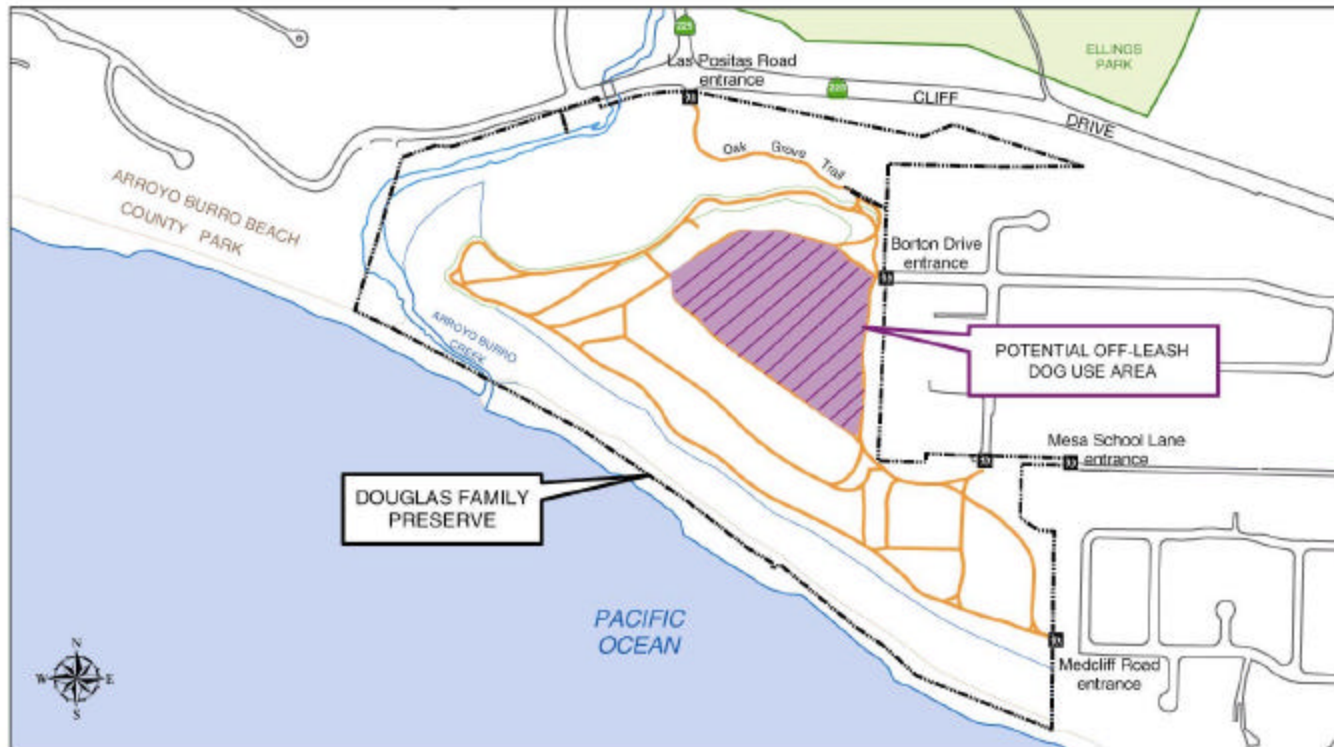 225
Las Positas Road
entrance
ELLINGS
PARK
225
CLIFF
DRIVE
Oak Grove Trail
ARROYO BURRO BEACH
COUNTY PARK
Borton Drive
entrance
ARROYO BURRO
CREEK
POTENTIAL OFF-LEASH
DOG USE AREA
Mesa School Lane
entrance
DOUGLAS FAMILY
PRESERVE
PACIFIC
OCEAN
Medcliff Road
entrance
N
W E
S